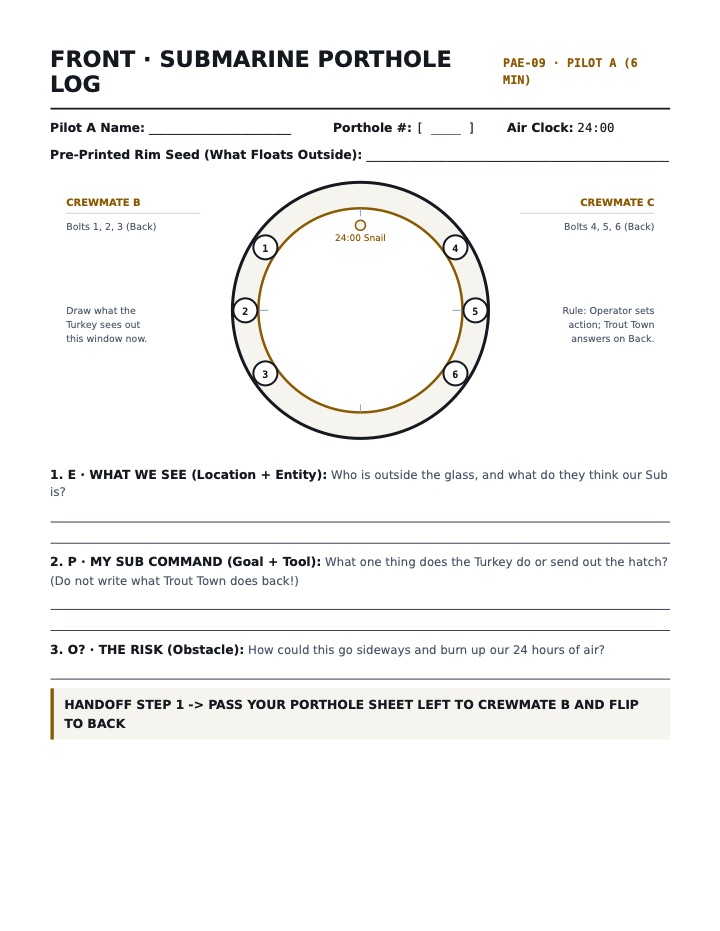 FRONT · SUBMARINE PORTHOLE
LOG
PAE-09 · PILOT A (6
MIN)
Pilot A Name: ______________________ Porthole #: [ ____ ] Air Clock: 24:00
Pre-Printed Rim Seed (What Floats Outside): _______________________________________________
CREWMATE B
Bolts 1, 2, 3 (Back)
Draw what the
Turkey sees out
this window now.
24:00 Snail
1
2
3
4
5
6
CREWMATE C
Bolts 4, 5, 6 (Back)
Rule: Operator sets
action; Trout Town
answers on Back.
1. E · WHAT WE SEE (Location + Entity): Who is outside the glass, and what do they think our Sub
is?
2. P · MY SUB COMMAND (Goal + Tool): What one thing does the Turkey do or send out the hatch?
(Do not write what Trout Town does back!)
3. O? · THE RISK (Obstacle): How could this go sideways and burn up our 24 hours of air?
HANDOFF STEP 1 -> PASS YOUR PORTHOLE SHEET LEFT TO CREWMATE B AND FLIP
TO BACK